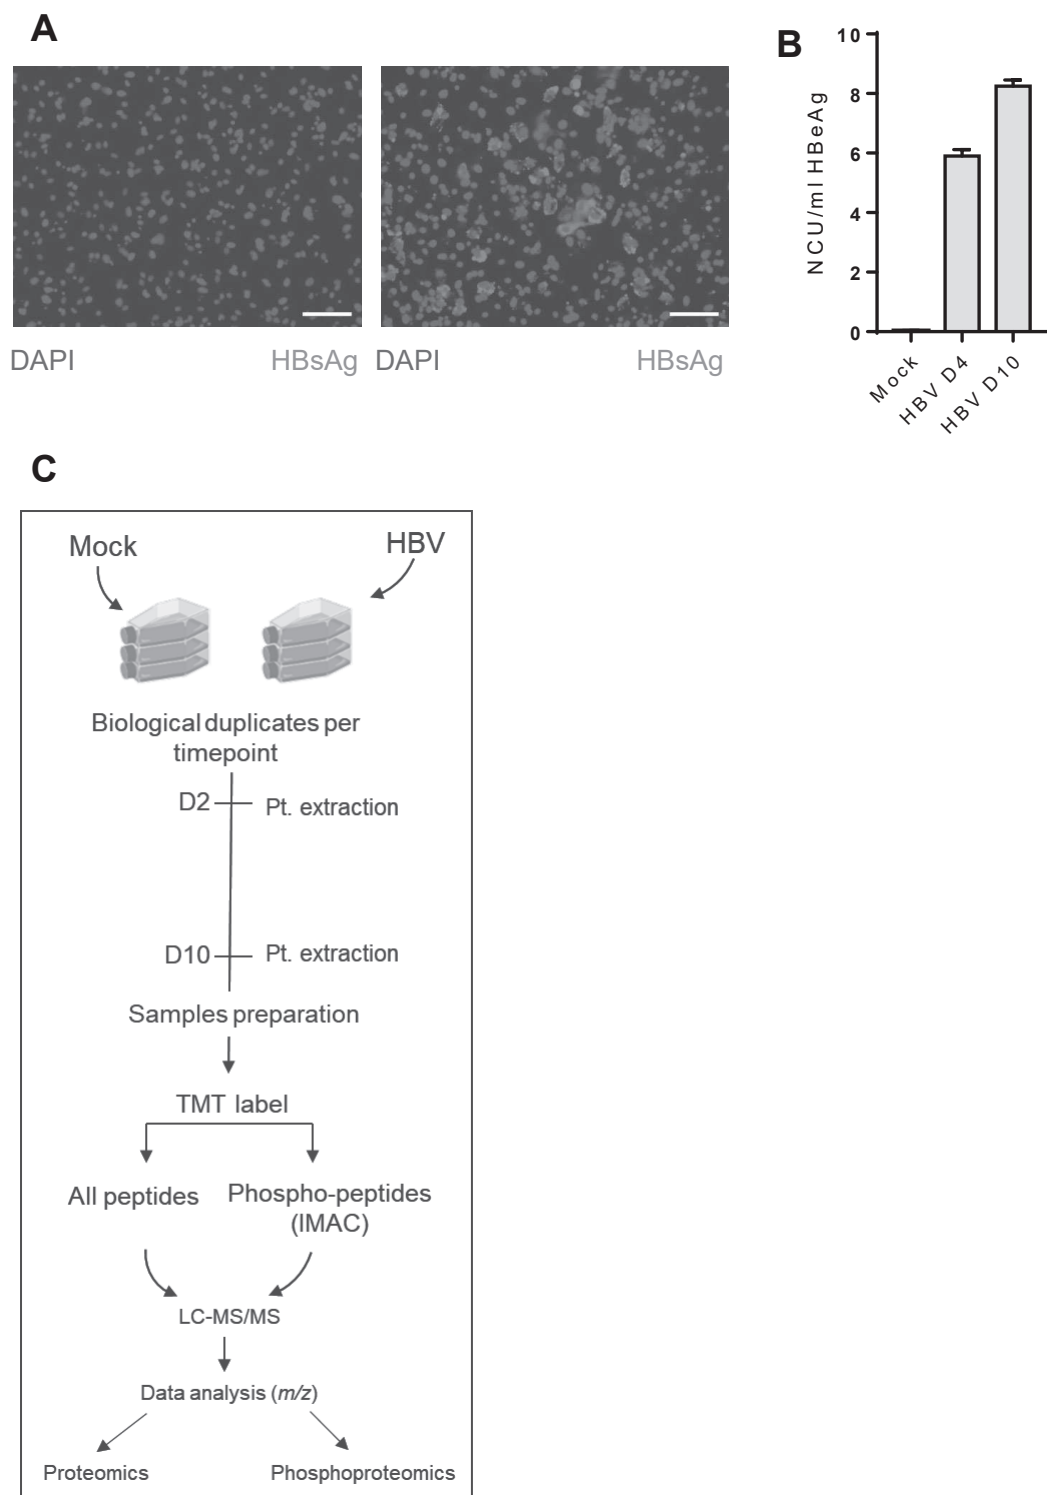 A
DAPI
HBsAg
DAPI
HBsAg
B
NCU/ml HBeAg
10
8
6
4
2
0
Mock
HBV D4
HBV D10
C
Mock
HBV
Biological duplicates per
timepoint
D2
Pt. extraction
D10
Pt. extraction
Samples preparation
TMT label
All peptides
Phospho-peptides
(IMAC)
LC-MS/MS
Data analysis (m/z)
Proteomics
Phosphoproteomics